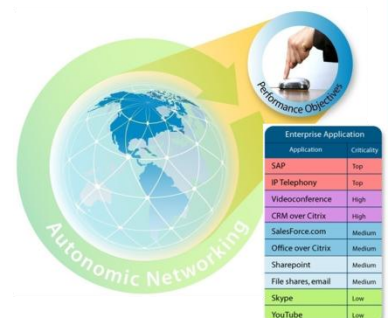 Performance Objectives
Autonomic Networking
Enterprise Application
Application Criticality
SAP Top
IP Telephony Top
Videoconference High
CRM over Citrix High
SalesForce.com Medium
Office over Citrix Medium
Sharepoint Medium
File shares, email Medium
Skype Low
YouTube Low